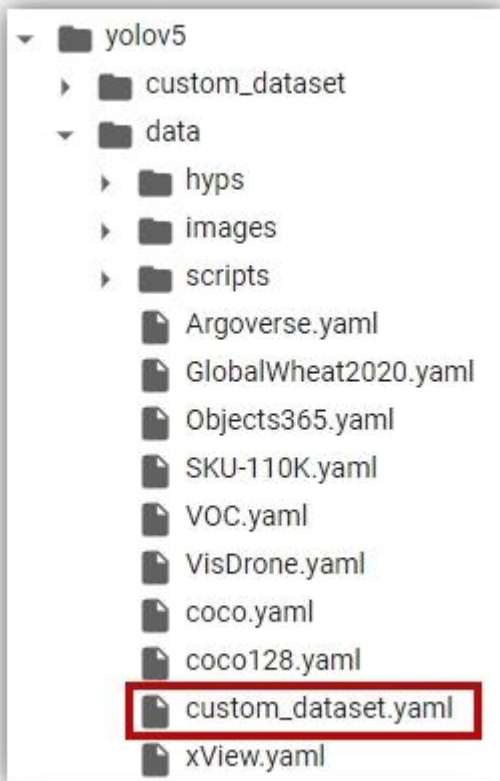 yolov5
custom_dataset
data
hyps
images
scripts
Argoverse.yaml
GlobalWheat2020.yaml
Objects365.yaml
SKU-110K.yaml
VOC.yaml
VisDrone.yaml
coco.yaml
coco128.yaml
custom_dataset.yaml
xView.yaml